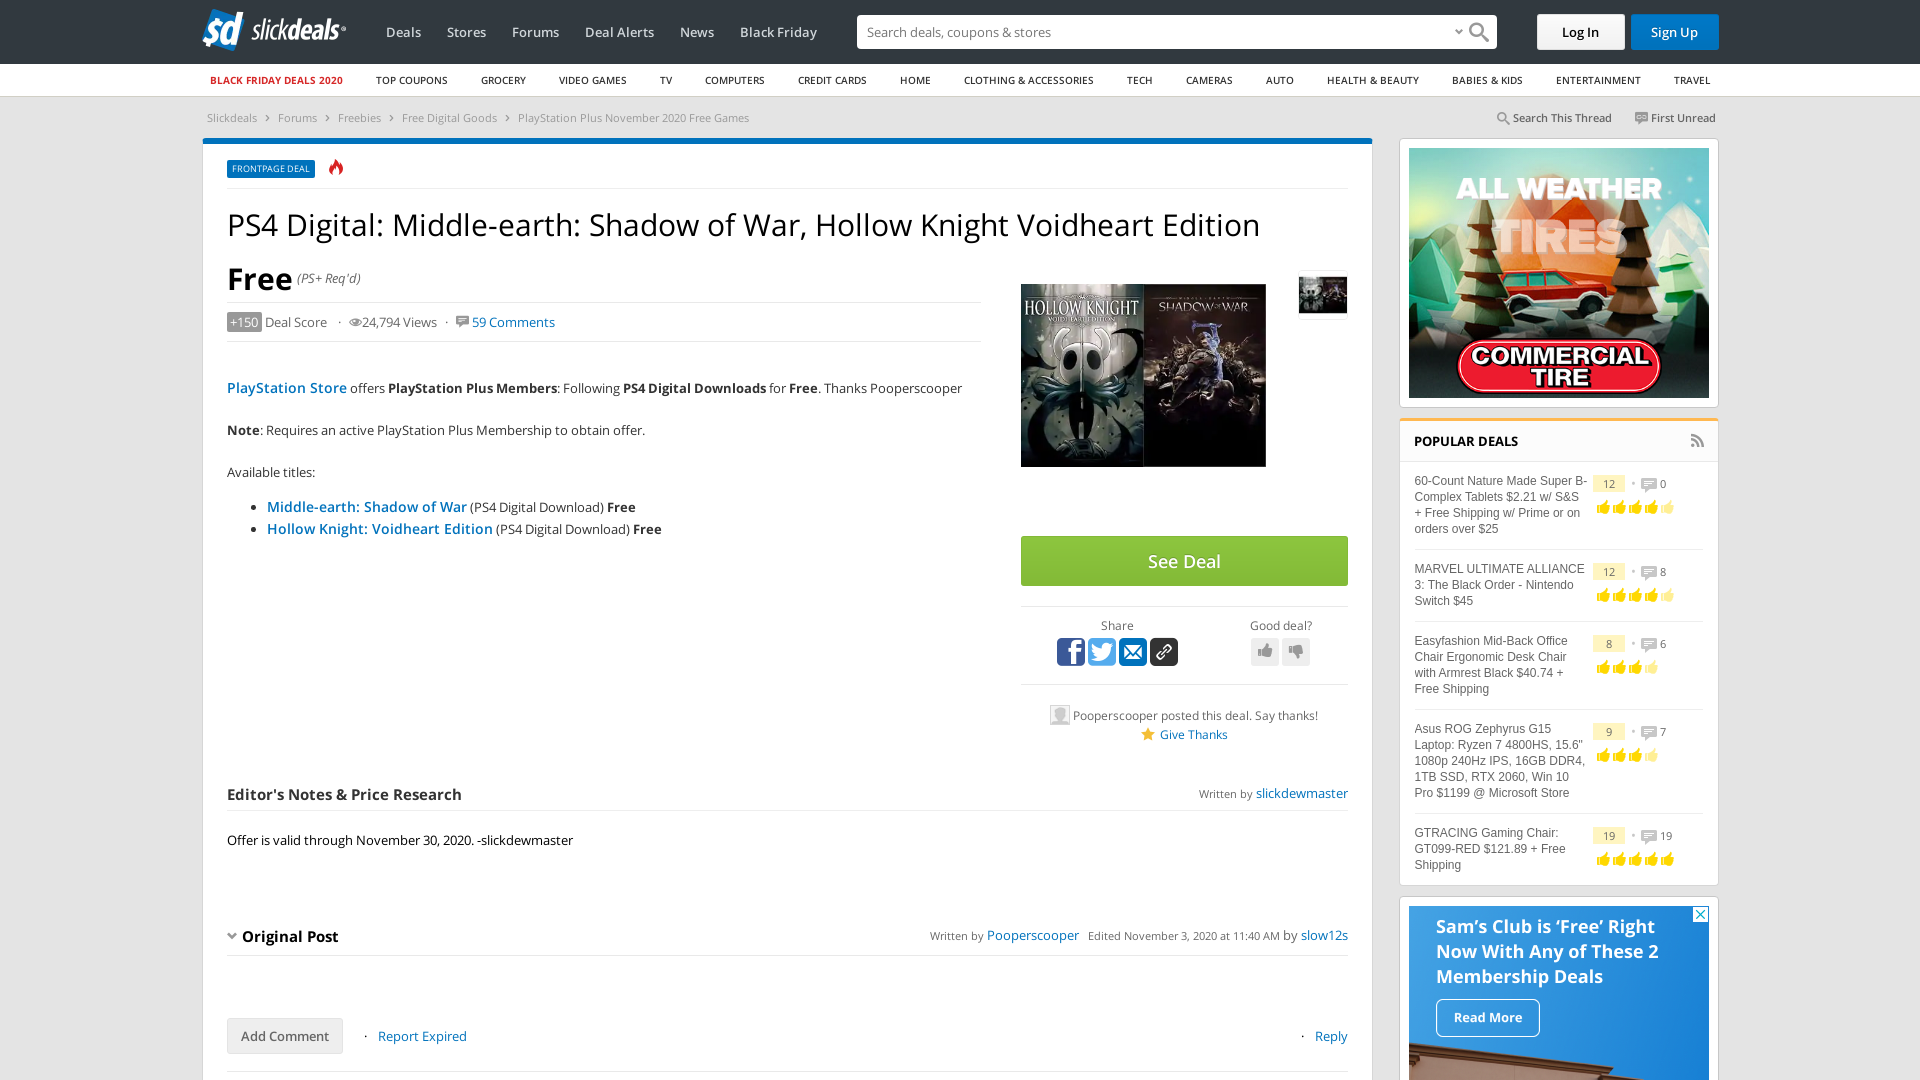 slickdeals
Deals
Stores
Forums
Deal Alerts
News
Black Friday
Search deals, coupons & stores
Log In
Sign Up
BLACK FRIDAY DEALS 2020
TOP COUPONS
GROCERY
VIDEO GAMES
TV
COMPUTERS
CREDIT CARDS
HOME
CLOTHING & ACCESSORIES
TECH
CAMERAS
AUTO
HEALTH & BEAUTY
BABIES & KIDS
ENTERTAINMENT
TRAVEL
Slickdeals › Forums › Freebies › Free Digital Goods › PlayStation Plus November 2020 Free Games
Search This Thread
First Unread
FRONTPAGE DEAL
PS4 Digital: Middle-earth: Shadow of War, Hollow Knight Voidheart Edition
Free (PS+ Req'd)
+150 Deal Score · 24,794 Views · 59 Comments
PlayStation Store offers PlayStation Plus Members: Following PS4 Digital Downloads for Free. Thanks Pooperscooper
Note: Requires an active PlayStation Plus Membership to obtain offer.
Available titles:
• Middle-earth: Shadow of War (PS4 Digital Download) Free
• Hollow Knight: Voidheart Edition (PS4 Digital Download) Free
HOLLOW KNIGHT
VOIDHEART EDITION
SHADOW OF WAR
See Deal
Share
Good deal?
Pooperscooper posted this deal. Say thanks!
Give Thanks
Editor's Notes & Price Research
Written by slickdewmaster
Offer is valid through November 30, 2020. -slickdewmaster
Original Post
Written by Pooperscooper Edited November 3, 2020 at 11:40 AM by slow12s
Add Comment
· Report Expired
· Reply
ALL WEATHER
TIRES
COMMERCIAL
TIRE
POPULAR DEALS
60-Count Nature Made Super B-
Complex Tablets $2.21 w/ S&S
+ Free Shipping w/ Prime or on
orders over $25
12 • 0
MARVEL ULTIMATE ALLIANCE
3: The Black Order - Nintendo
Switch $45
12 • 8
Easyfashion Mid-Back Office
Chair Ergonomic Desk Chair
with Armrest Black $40.74 +
Free Shipping
8 • 6
Asus ROG Zephyrus G15
Laptop: Ryzen 7 4800HS, 15.6"
1080p 240Hz IPS, 16GB DDR4,
1TB SSD, RTX 2060, Win 10
Pro $1199 @ Microsoft Store
9 • 7
GTRACING Gaming Chair:
GT099-RED $121.89 + Free
Shipping
19 • 19
Sam's Club is 'Free' Right
Now With Any of These 2
Membership Deals
Read More